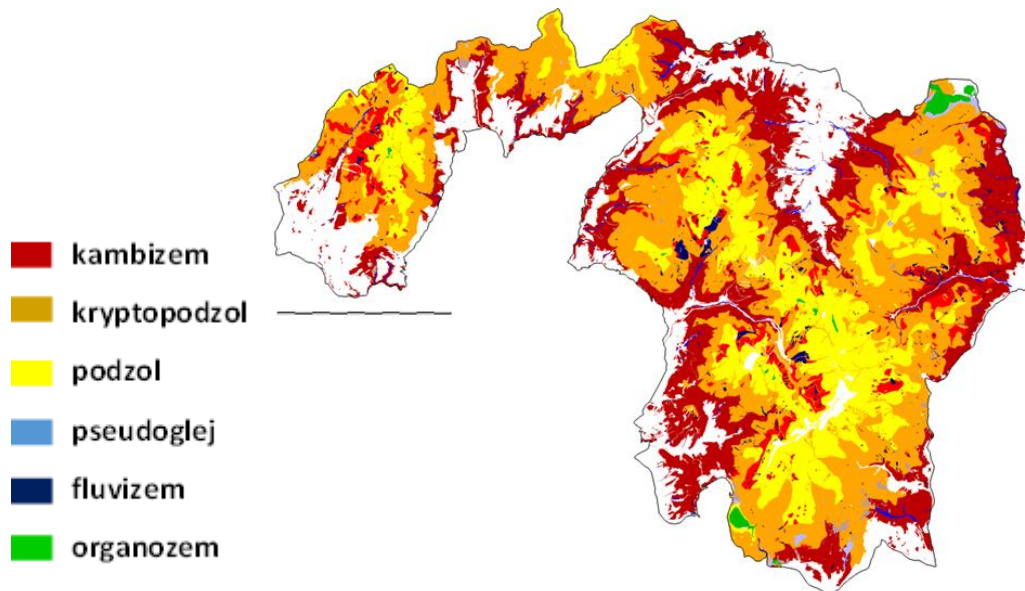 kambizem
kryptopodzol
podzol
pseudoglej
fluvizem
organozem